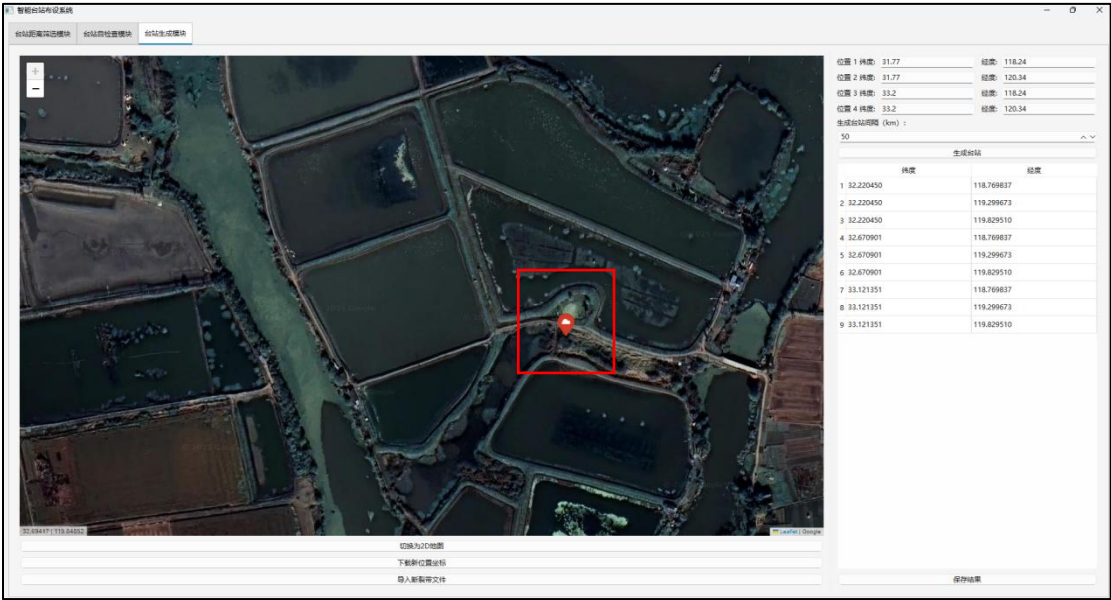 智能台站布设系统
台站距离筛选模块 台站自检查模块 台站生成模块
+
−
位置 1 纬度: 31.77 经度: 118.24
位置 2 纬度: 31.77 经度: 120.34
位置 3 纬度: 33.2 经度: 118.24
位置 4 纬度: 33.2 经度: 120.34
生成台站间隔 (km) :
50
生成台站
纬度 经度
1 32.220450 118.769837
2 32.220450 119.299673
3 32.220450 119.829510
4 32.670901 118.769837
5 32.670901 119.299673
6 32.670901 119.829510
7 33.121351 118.769837
8 33.121351 119.299673
9 33.121351 119.829510
Leaflet | Google
切换为2D地图
下载新位置坐标
导入断裂带文件
保存结果